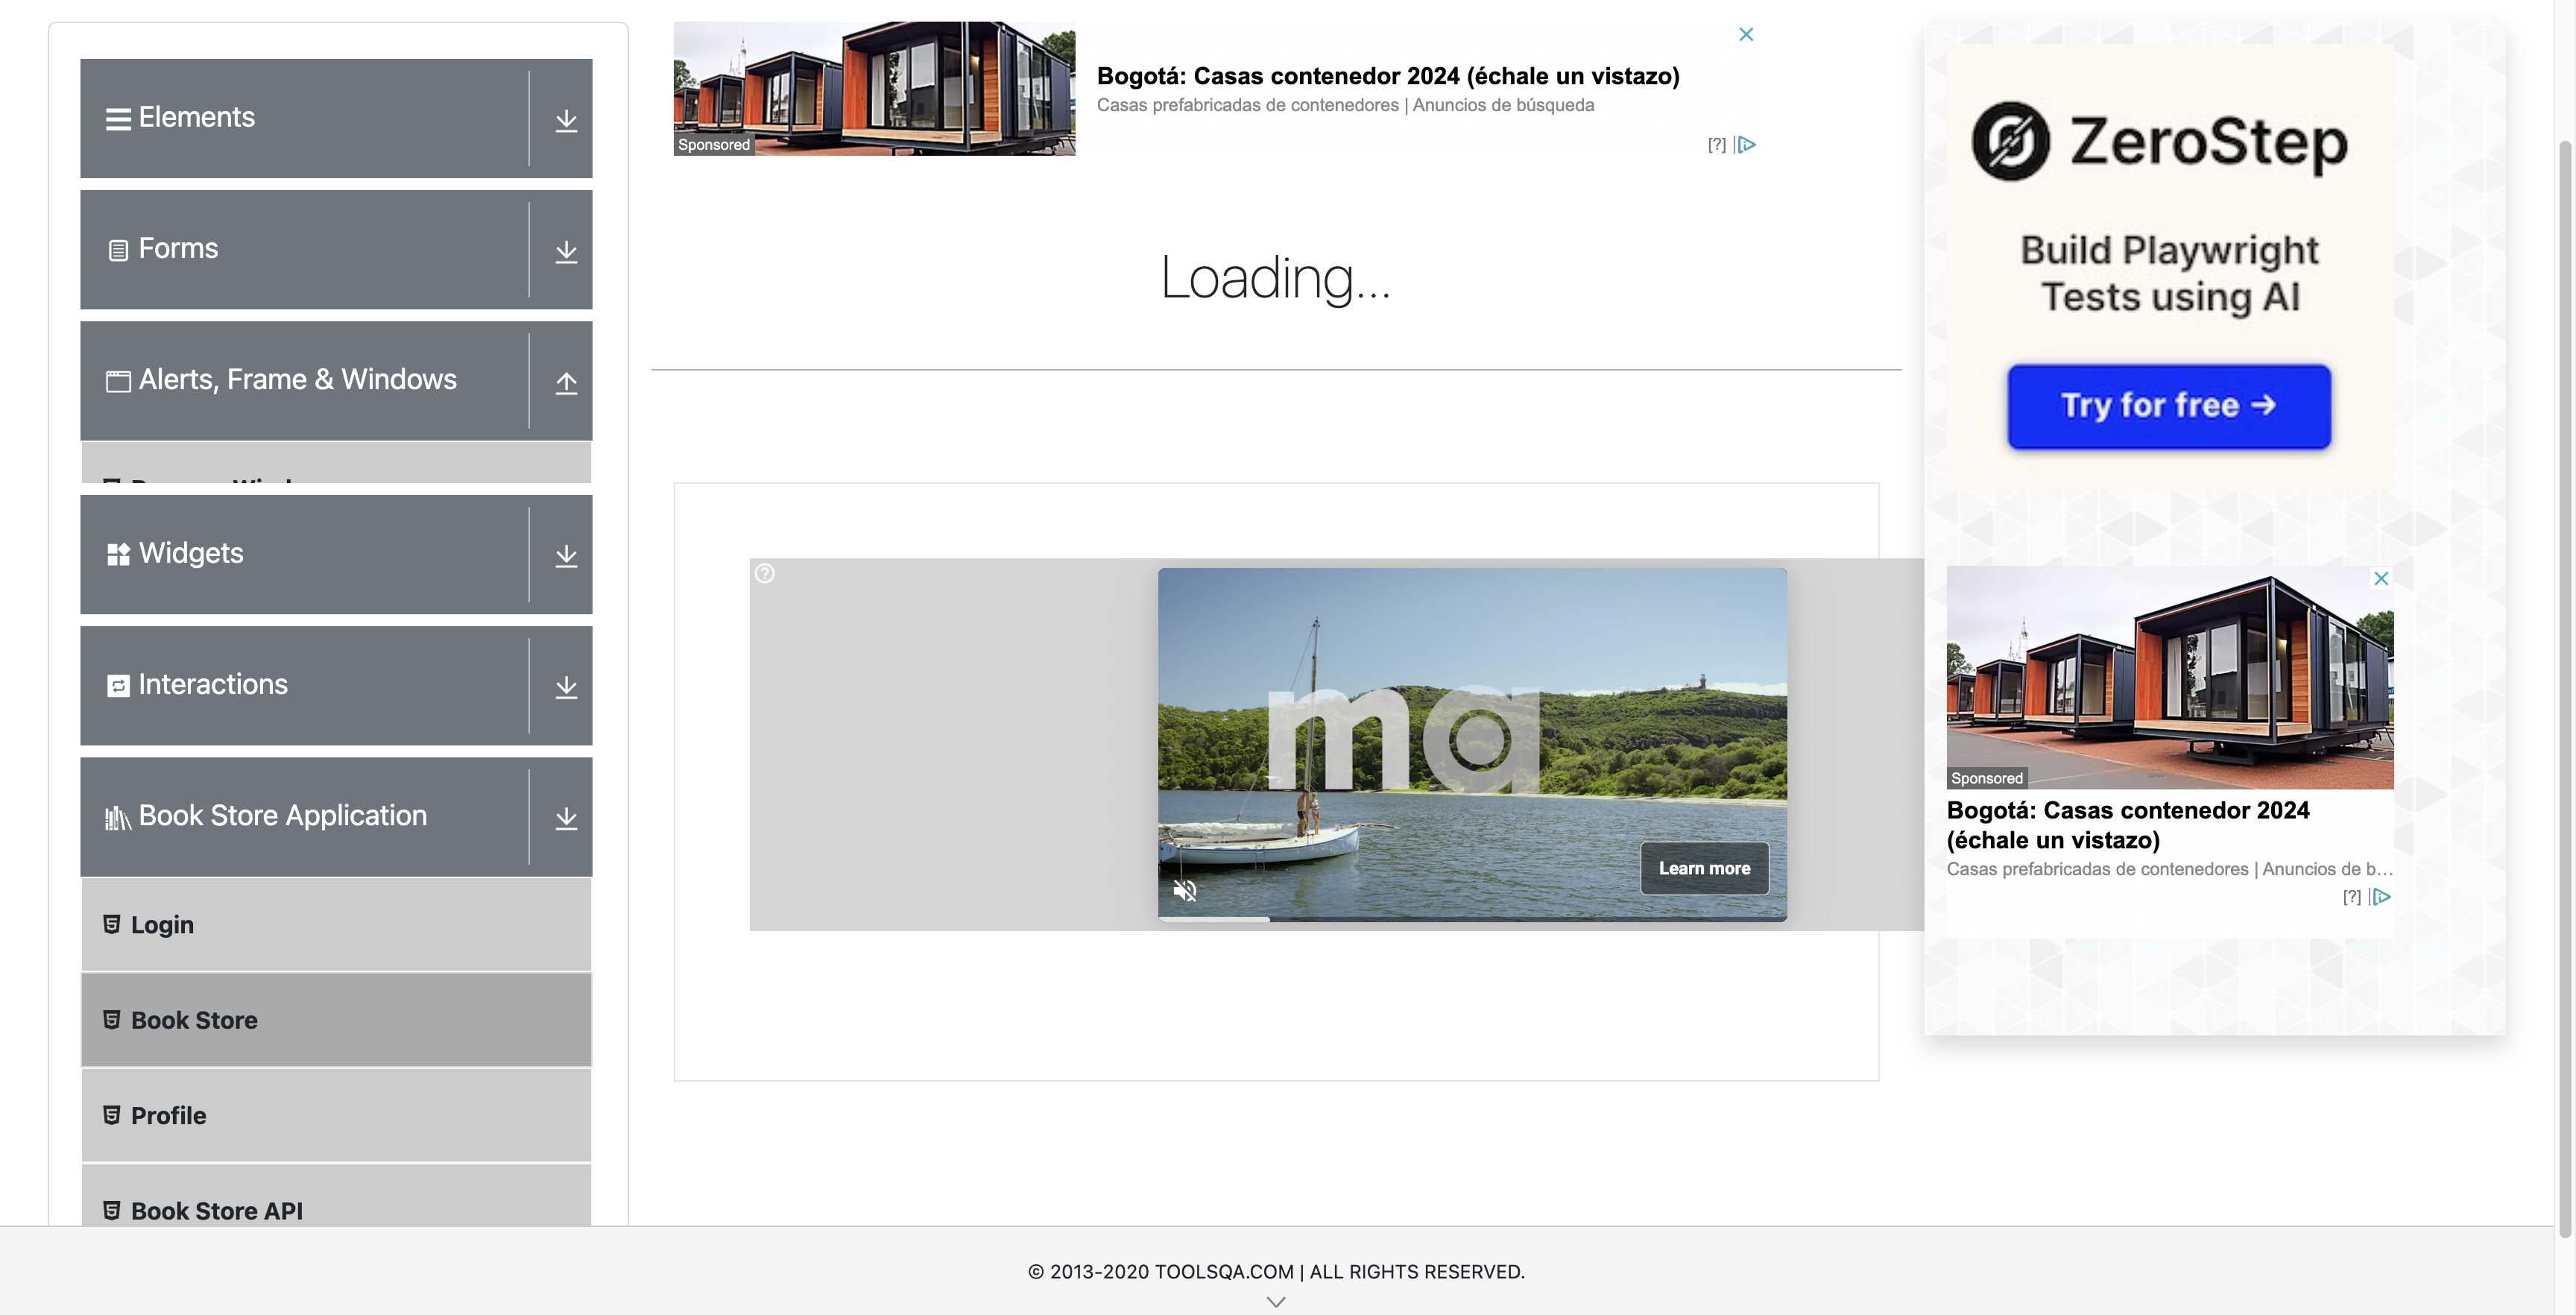 Elements
Forms
Alerts, Frame & Windows
Widgets
Interactions
Book Store Application
Login
Book Store
Profile
Book Store API
Sponsored
Bogotá: Casas contenedor 2024 (échale un vistazo)
Casas prefabricadas de contenedores | Anuncios de búsqueda
[?]
Loading...
ma
Learn more
ZeroStep
Build Playwright
Tests using AI
Try for free →
Sponsored
Bogotá: Casas contenedor 2024
(échale un vistazo)
Casas prefabricadas de contenedores | Anuncios de b...
[?]
© 2013-2020 TOOLSQA.COM | ALL RIGHTS RESERVED.